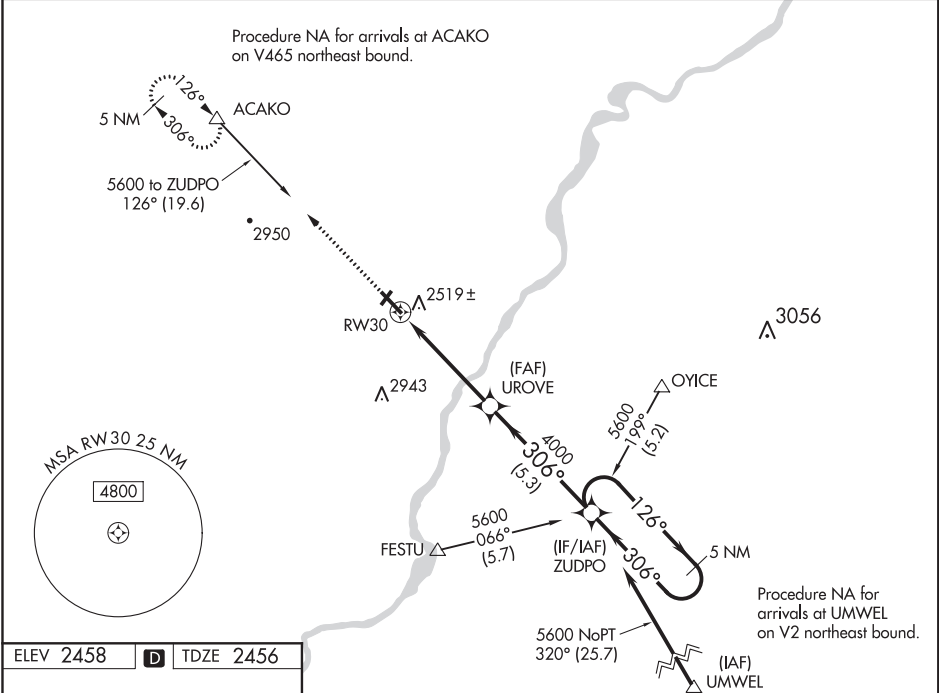 Procedure NA for arrivals at ACAKO
on V465 northeast bound.
126°
ACAKO
5 NM
306°
5600 to ZUDPO
126° (19.6)
2950
2519±
RW30
3056
(FAF)
UROVE
2943
OYICE
5600
199°
(5.2)
4000
306°
(5.3)
MSA RW30 25 NM
4800
126°
5600
066°
(5.7)
FESTU
(IF/IAF)
ZUDPO
306°
5 NM
Procedure NA for
arrivals at UMWEL
on V2 northeast bound.
5600 NoPT
320° (25.7)
(IAF)
UMWEL
ELEV 2458 D TDZE 2456